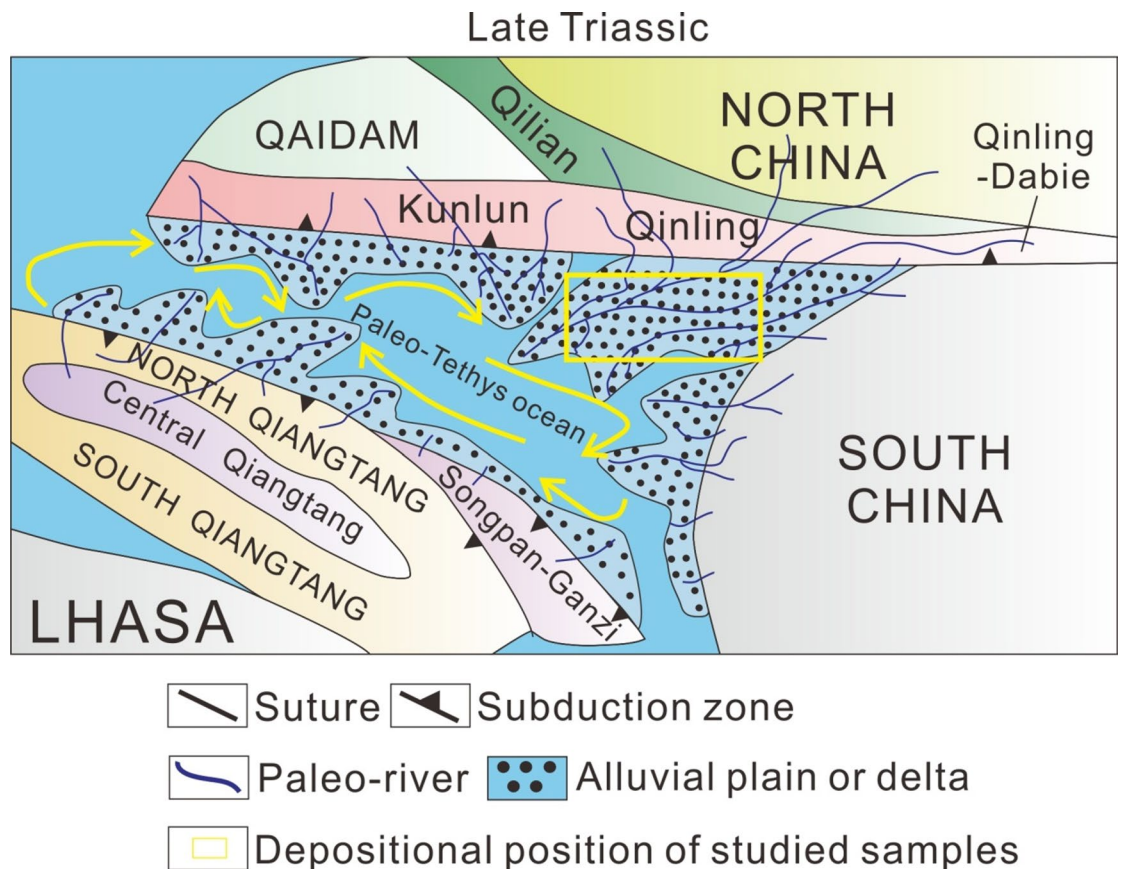 Late Triassic
QAIDAM
Qilian
NORTH
CHINA
Qinling
-Dabie
Kunlun
Qinling
Paleo-Tethys ocean
NORTH QIANGTANG
Central Qiangtang
SOUTH QIANGTANG
Songpan-Ganzi
SOUTH
CHINA
LHASA
Suture
Subduction zone
Paleo-river
Alluvial plain or delta
Depositional position of studied samples